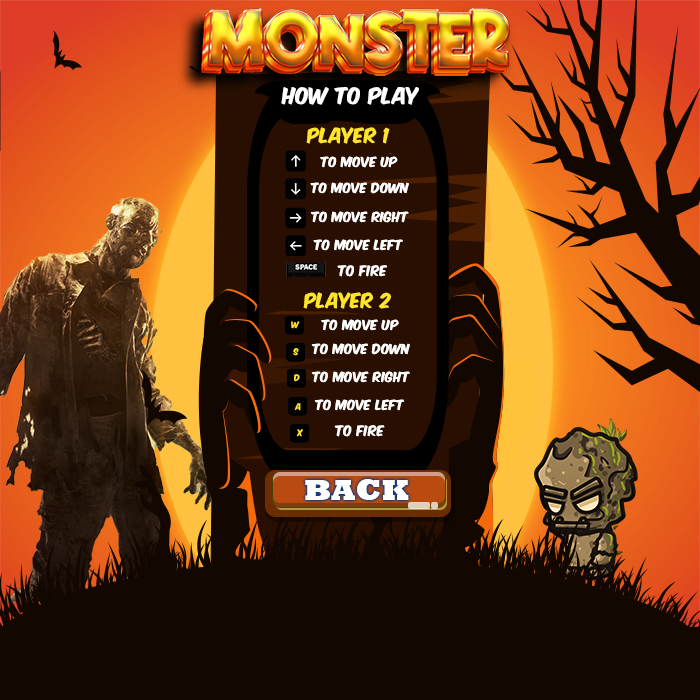 MONSTER
HOW TO PLAY
PLAYER 1
↑ TO MOVE UP
↓ TO MOVE DOWN
→ TO MOVE RIGHT
← TO MOVE LEFT
SPACE TO FIRE
PLAYER 2
W TO MOVE UP
S TO MOVE DOWN
D TO MOVE RIGHT
A TO MOVE LEFT
X TO FIRE
BACK